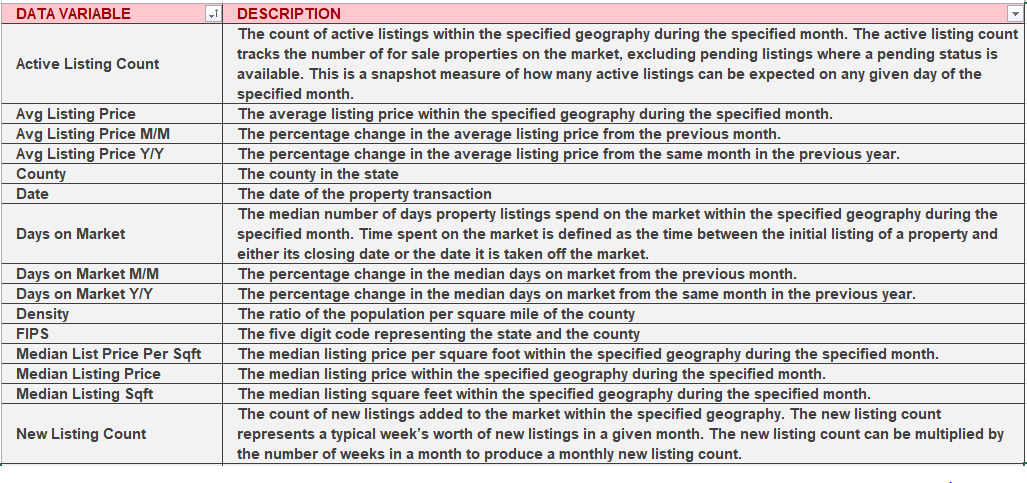 DATA VARIABLE DESCRIPTION
The count of active listings within the specified geography during the specified month. The active listing count
tracks the number of for sale properties on the market, excluding pending listings where a pending status is
Active Listing Count
available. This is a snapshot measure of how many active listings can be expected on any given day of the
specified month.
Avg Listing Price The average listing price within the specified geography during the specified month.
Avg Listing Price M/M The percentage change in the average listing price from the previous month.
Avg Listing Price Y/Y The percentage change in the average listing price from the same month in the previous year.
County The county in the state
Date The date of the property transaction
The median number of days property listings spend on the market within the specified geography during the
Days on Market specified month. Time spent on the market is defined as the time between the initial listing of a property and
either its closing date or the date it is taken off the market.
Days on Market M/M The percentage change in the median days on market from the previous month.
Days on Market Y/Y The percentage change in the median days on market from the same month in the previous year.
Density The ratio of the population per square mile of the county
FIPS The five digit code representing the state and the county
Median List Price Per Sqft The median listing price per square foot within the specified geography during the specified month.
Median Listing Price The median listing price within the specified geography during the specified month.
Median Listing Sqft The median listing square feet within the specified geography during the specified month.
The count of new listings added to the market within the specified geography. The new listing count
New Listing Count represents a typical week’s worth of new listings in a given month. The new listing count can be multiplied by
the number of weeks in a month to produce a monthly new listing count.